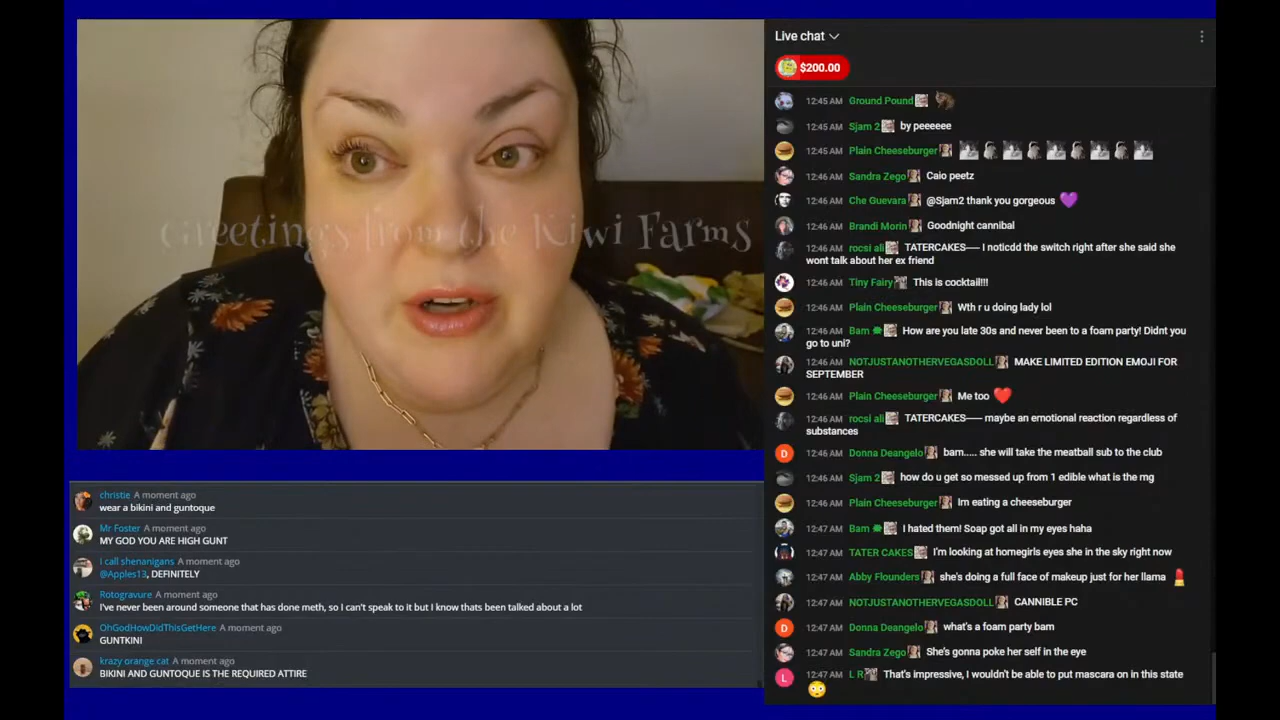 Greetings from the Kiwi Farms
christie A moment ago
wear a bikini and guntoque
Mr Foster A moment ago
MY GOD YOU ARE HIGH GUNT
I call shenanigans A moment ago
@Apples13, DEFINITELY
Rotogravure A moment ago
I've never been around someone that has done meth, so I can't speak to it but I know thats been talked about a lot
OhGodHowDidThisGetHere A moment ago
GUNTKINI
krazy orange cat A moment ago
BIKINI AND GUNTOQUE IS THE REQUIRED ATTIRE
Live chat
$200.00
12:45 AM Ground Pound
12:45 AM Sjam 2 by peeeeee
12:45 AM Plain Cheeseburger
12:46 AM Sandra Zego Caio peetz
12:46 AM Che Guevara @Sjam2 thank you gorgeous
12:46 AM Brandi Morin Goodnight cannibal
12:46 AM rocsi ali TATERCAKES— I noticdd the switch right after she said she
wont talk about her ex friend
12:46 AM Tiny Fairy This is cocktail!!!
12:46 AM Plain Cheeseburger Wth r u doing lady lol
12:46 AM Bam How are you late 30s and never been to a foam party! Didnt you
go to uni?
12:46 AM NOTJUSTANOTHERVEGASDOLL MAKE LIMITED EDITION EMOJI FOR
SEPTEMBER
12:46 AM Plain Cheeseburger Me too
12:46 AM rocsi ali TATERCAKES— maybe an emotional reaction regardless of
substances
D 12:46 AM Donna Deangelo bam..... she will take the meatball sub to the club
12:46 AM Sjam 2 how do u get so messed up from 1 edible what is the mg
12:46 AM Plain Cheeseburger Im eating a cheeseburger
12:47 AM Bam I hated them! Soap got all in my eyes haha
12:47 AM TATER CAKES I'm looking at homegirls eyes she in the sky right now
12:47 AM Abby Flounders she's doing a full face of makeup just for her llama
12:47 AM NOTJUSTANOTHERVEGASDOLL CANNIBLE PC
D 12:47 AM Donna Deangelo what's a foam party bam
12:47 AM Sandra Zego She's gonna poke her self in the eye
L 12:47 AM L R That's impressive, I wouldn't be able to put mascara on in this state